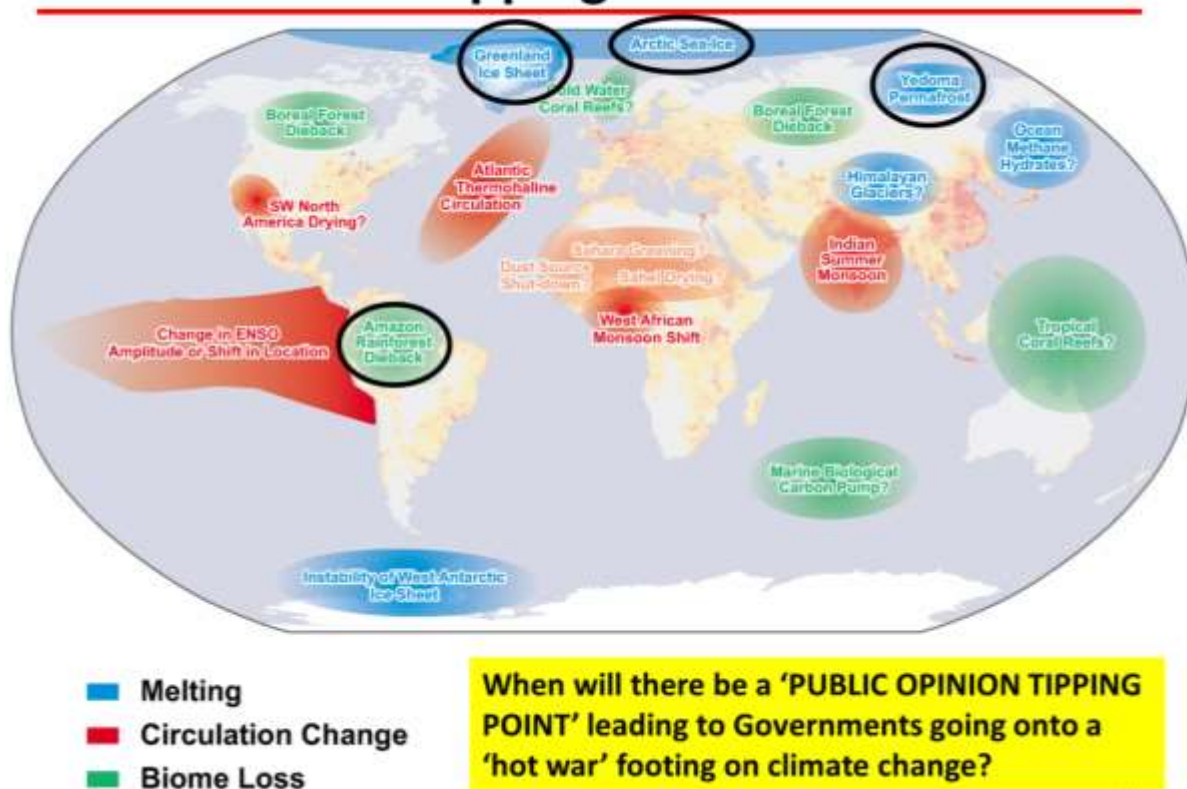 pping
Greenland
Ice Sheet
Arctic Sea-Ice
Yedoma
Permafrost
Cold Water
Coral Reefs?
Boreal Forest
Dieback
Boreal Forest
Dieback
Ocean
Methane
Hydrates?
Atlantic
Thermohaline
Circulation
Himalayan
Glaciers?
SW North
America Drying?
Sahara Greening?
Dust Source
Shut-down?
Sahel Drying?
Indian
Summer
Monsoon
West African
Monsoon Shift
Change in ENSO
Amplitude or Shift in Location
Amazon
Rainforest
Dieback
Tropical
Coral Reefs?
Marine Biological
Carbon Pump?
Instability of West Antarctic
Ice Sheet
Melting
Circulation Change
Biome Loss
When will there be a ‘PUBLIC OPINION TIPPING
POINT’ leading to Governments going onto a
‘hot war’ footing on climate change?